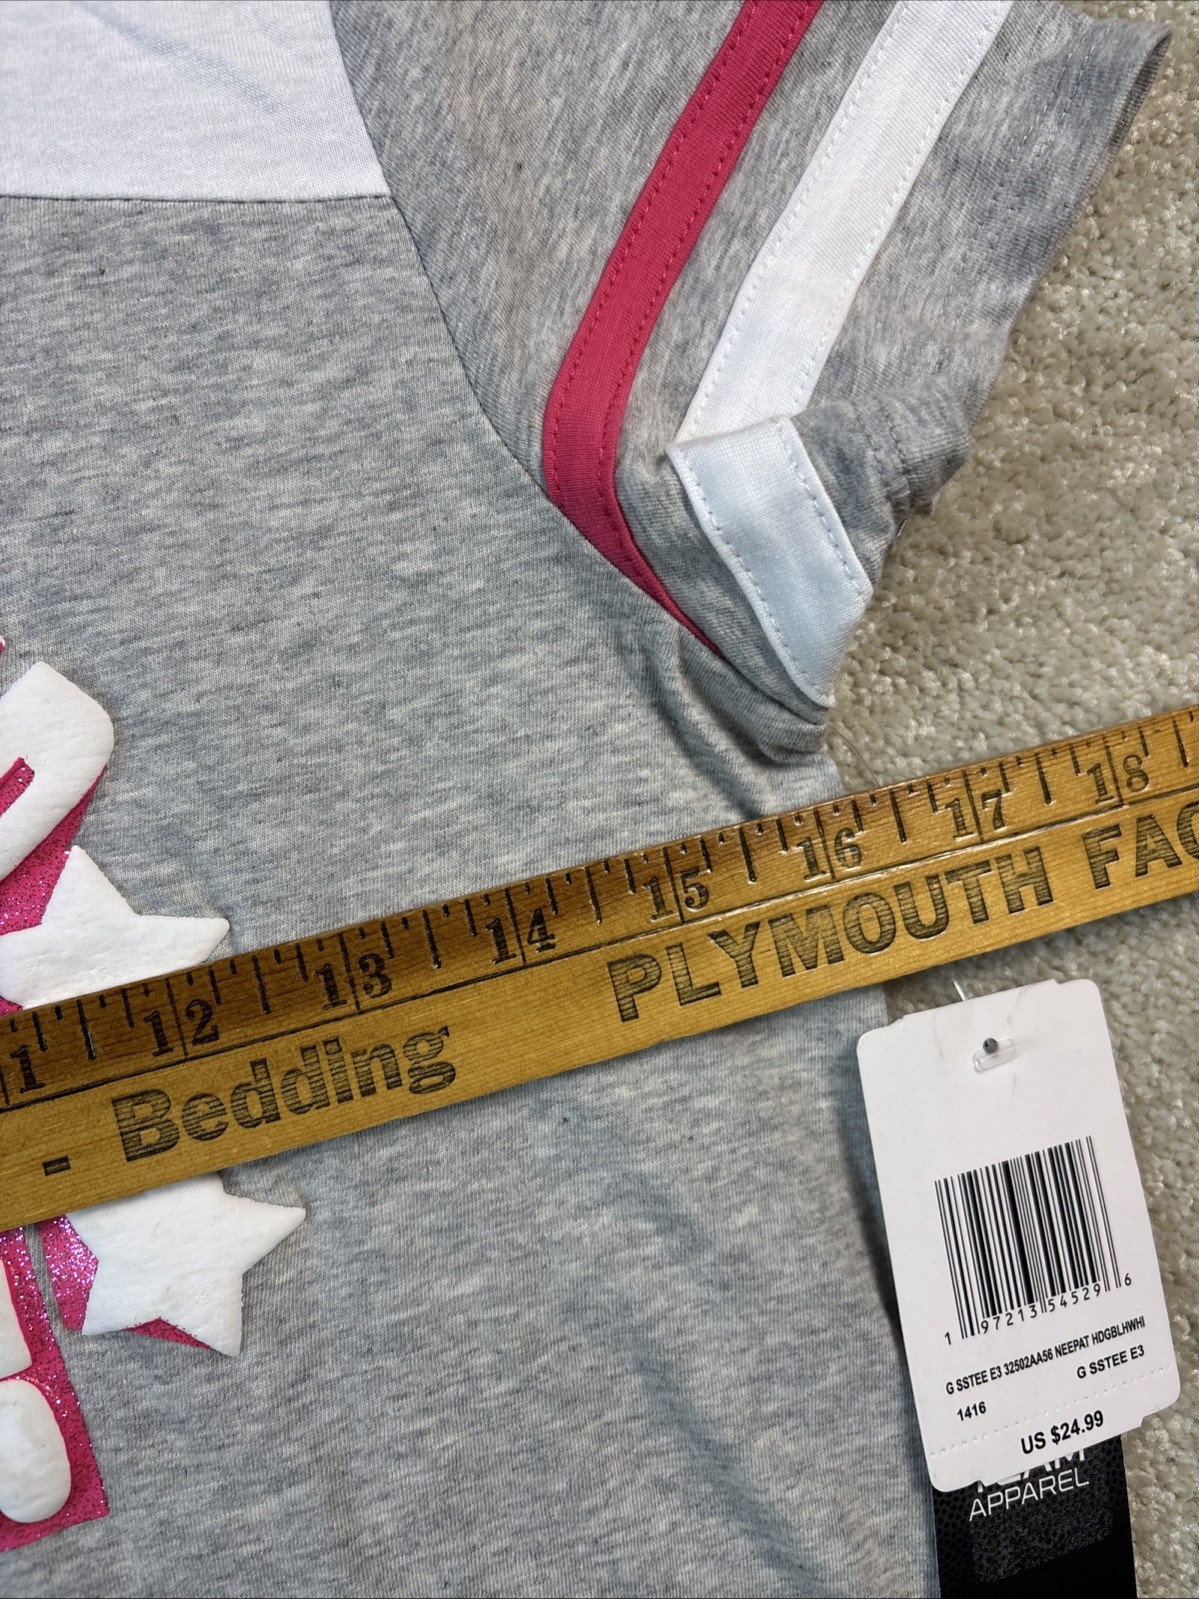 1 12 13 14 15 16 17 18
- Bedding PLYMOUTH FAC
1 97213 54529 6
G SSTEE E3 32502AA56 NEEPAT HDGBLHWHI
G SSTEE E3
1416
US $24.99
APPAREL